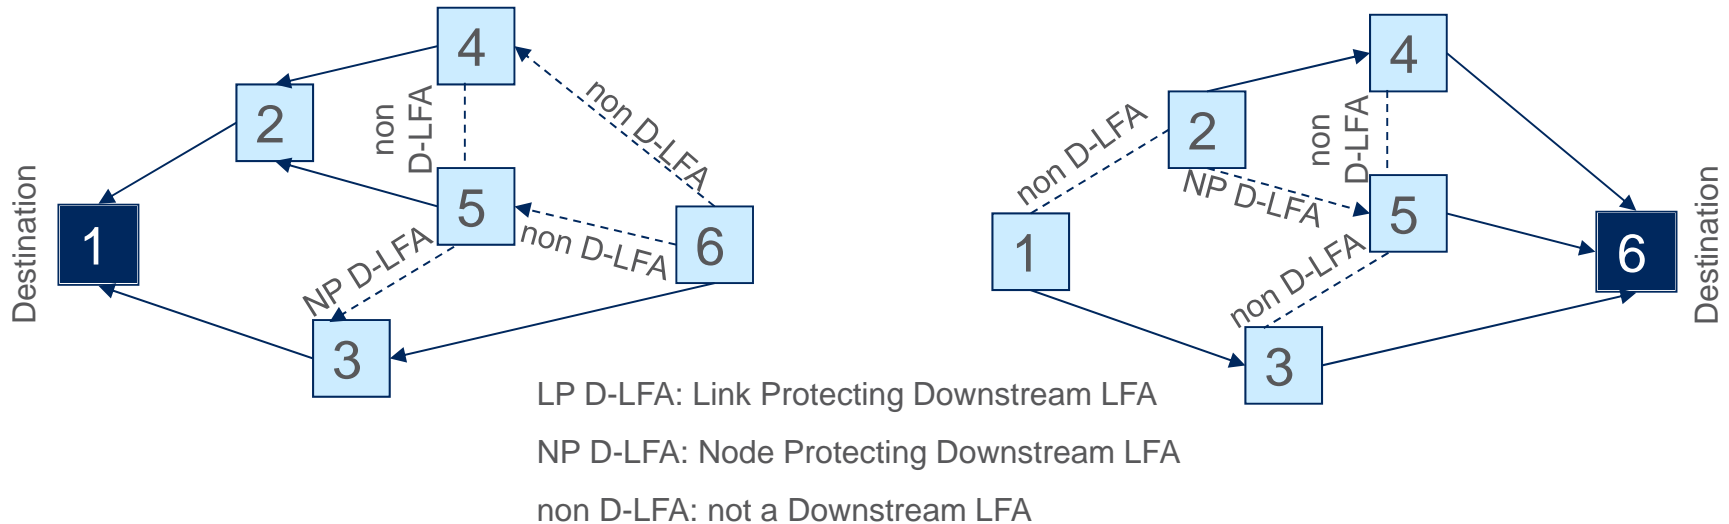 Destination
1
2
4
non
D-LFA
non D-LFA
5
non D-LFA
NP D-LFA
6
3
non D-LFA
1
2
4
non
D-LFA
NP D-LFA
5
non D-LFA
3
6
Destination
LP D-LFA: Link Protecting Downstream LFA
NP D-LFA: Node Protecting Downstream LFA
non D-LFA: not a Downstream LFA